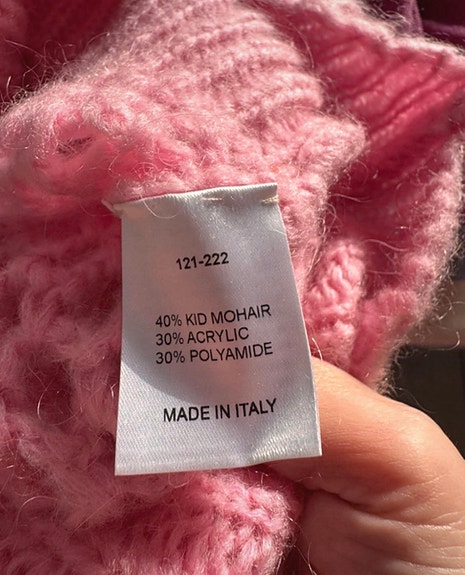 121-222
40% KID MOHAIR
30% ACRYLIC
30% POLYAMIDE
MADE IN ITALY